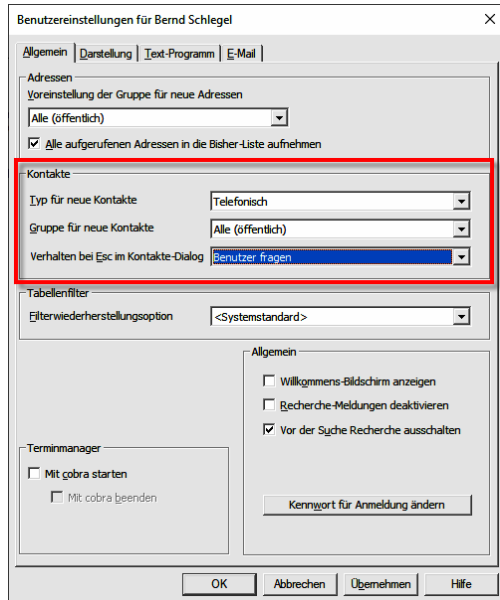 Benutzereinstellungen für Bernd Schlegel
Allgemein Darstellung Text-Programm E-Mail
Adressen
Voreinstellung der Gruppe für neue Adressen
Alle (öffentlich)
Alle aufgerufenen Adressen in die Bisher-Liste aufnehmen
Kontakte
Typ für neue Kontakte Telefonisch
Gruppe für neue Kontakte Alle (öffentlich)
Verhalten bei Esc im Kontakte-Dialog Benutzer fragen
Tabellenfilter
Filterwiederherstellungsoption <Systemstandard>
Allgemein
Willkommens-Bildschirm anzeigen
Recherche-Meldungen deaktivieren
Vor der Suche Recherche ausschalten
Kennwort für Anmeldung ändern
Terminmanager
Mit cobra starten
Mit cobra beenden
OK Abbrechen Übernehmen Hilfe